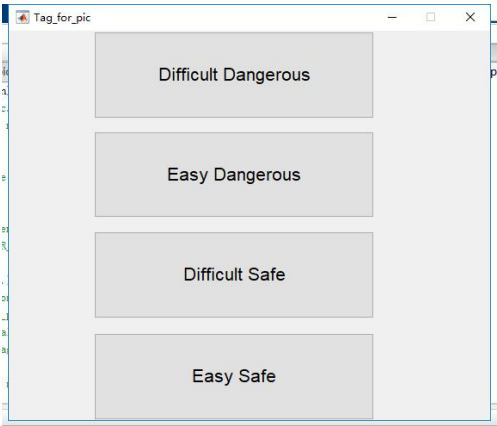 Tag_for_pic
Difficult Dangerous
Easy Dangerous
Difficult Safe
Easy Safe